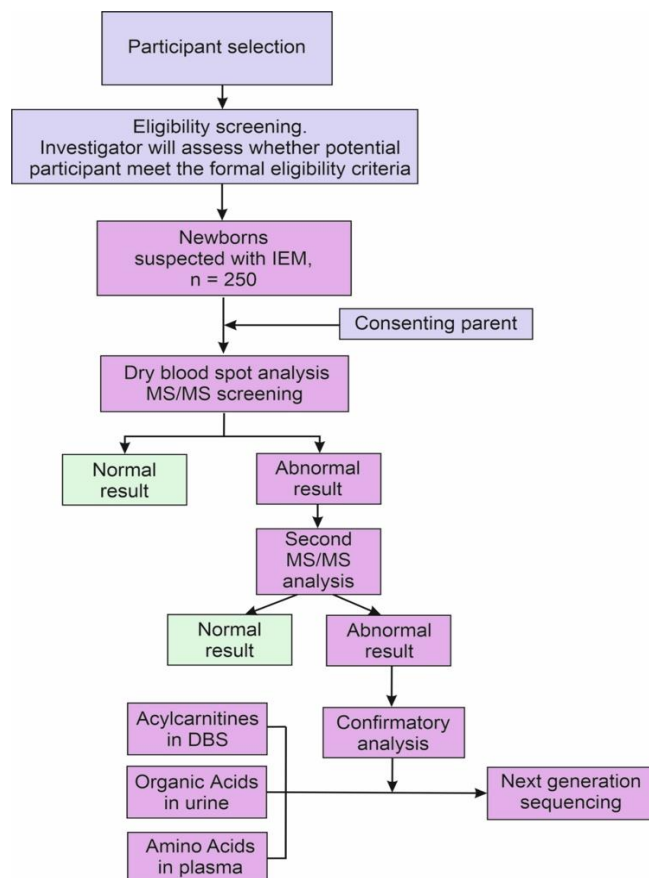 Participant selection
Eligibility screening.
Investigator will assess whether potential
participant meet the formal eligibility criteria
Newborns
suspected with IEM,
n = 250
Consenting parent
Dry blood spot analysis
MS/MS screening
Normal
result
Abnormal
result
Second
MS/MS
analysis
Normal
result
Abnormal
result
Acylcarnitines
in DBS
Confirmatory
analysis
Organic Acids
in urine
Next generation
sequencing
Amino Acids
in plasma